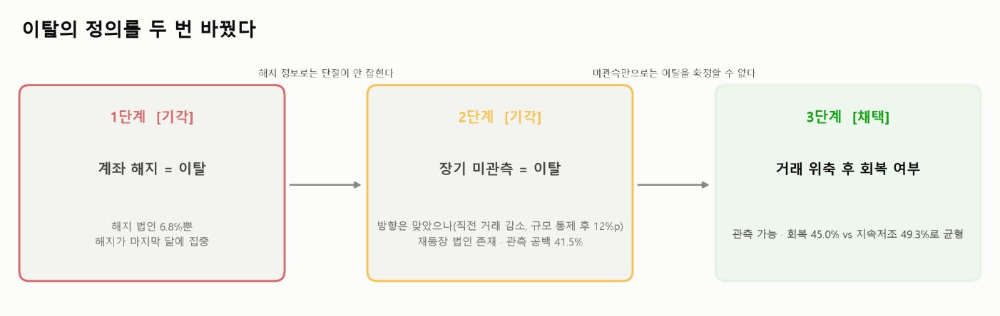 이탈의 정의를 두 번 바꿨다
해지 정보로는 단절이 안 잡힌다
미관측만으로는 이탈을 확정할 수 없다
1단계 [기각]
계좌 해지 = 이탈
해지 법인 6.8%뿐
해지가 마지막 달에 집중
2단계 [기각]
장기 미관측 = 이탈
방향은 맞았으나(직전 거래 감소, 규모 통제 후 12%p)
재등장 법인 존재 · 관측 공백 41.5%
3단계 [채택]
거래 위축 후 회복 여부
관측 가능 · 회복 45.0% vs 지속저조 49.3%로 균형